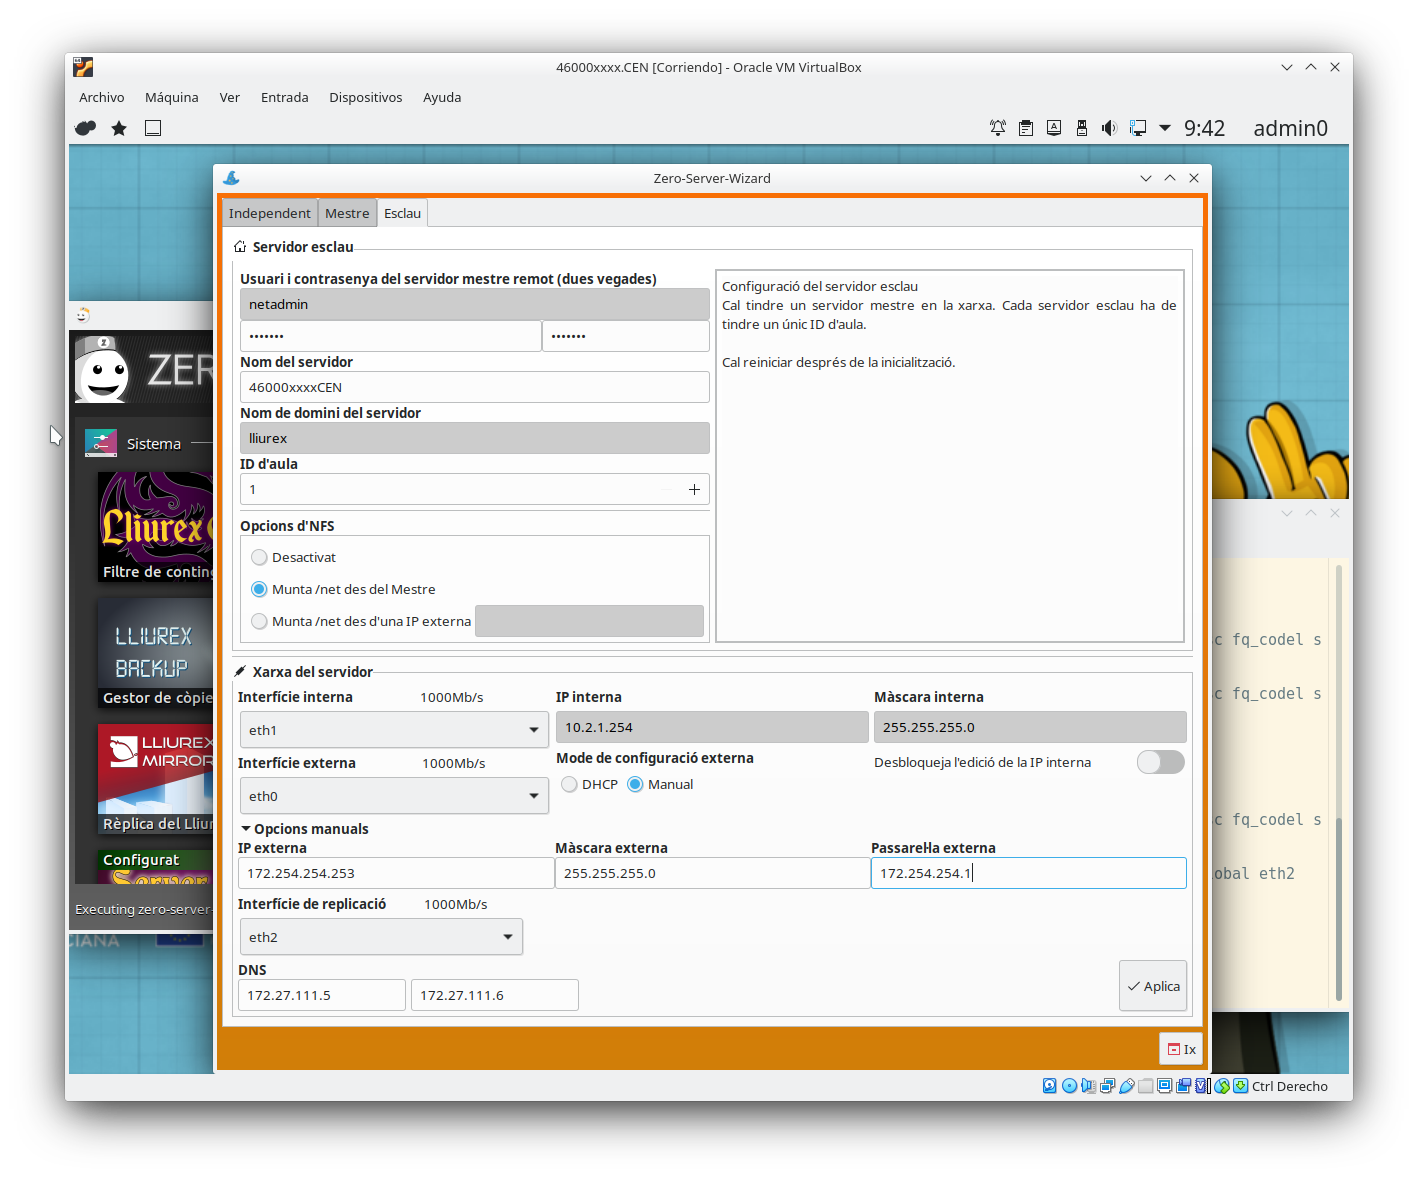 46000xxxx.CEN [Corriendo] - Oracle VM VirtualBox
Archivo Máquina Ver Entrada Dispositivos Ayuda
9:42 admin0
Zero-Server-Wizard
Independent Mestre Esclau
Servidor esclau
Usuari i contrasenya del servidor mestre remot (dues vegades)
netadmin
••••••• •••••••
Nom del servidor
46000xxxxCEN
Nom de domini del servidor
lliurex
ID d'aula
1
Opcions d'NFS
Desactivat
Munta /net des del Mestre
Munta /net des d'una IP externa
Configuració del servidor esclau
Cal tindre un servidor mestre en la xarxa. Cada servidor esclau ha de
tindre un únic ID d'aula.
Cal reiniciar després de la inicialització.
Xarxa del servidor
Interfície interna 1000Mb/s IP interna Màscara interna
eth1 10.2.1.254 255.255.255.0
Interfície externa 1000Mb/s Mode de configuració externa Desbloqueja l'edició de la IP interna
eth0 DHCP Manual
Opcions manuals
IP externa Màscara externa Passarel·la externa
172.254.254.253 255.255.255.0 172.254.254.1
Interfície de replicació 1000Mb/s
eth2
DNS
172.27.111.5 172.27.111.6
Aplica
Ix
ZER
Sistema
Lliurex
Filtre de conting
LLIUREX
BACKUP
Gestor de còpie
LLIUREX
MIRROR
Rèplica del Lliur
Configurat
Server
Executing zero-server-
CIANA
c fq_codel s
c fq_codel s
c fq_codel s
obal eth2
Ctrl Derecho